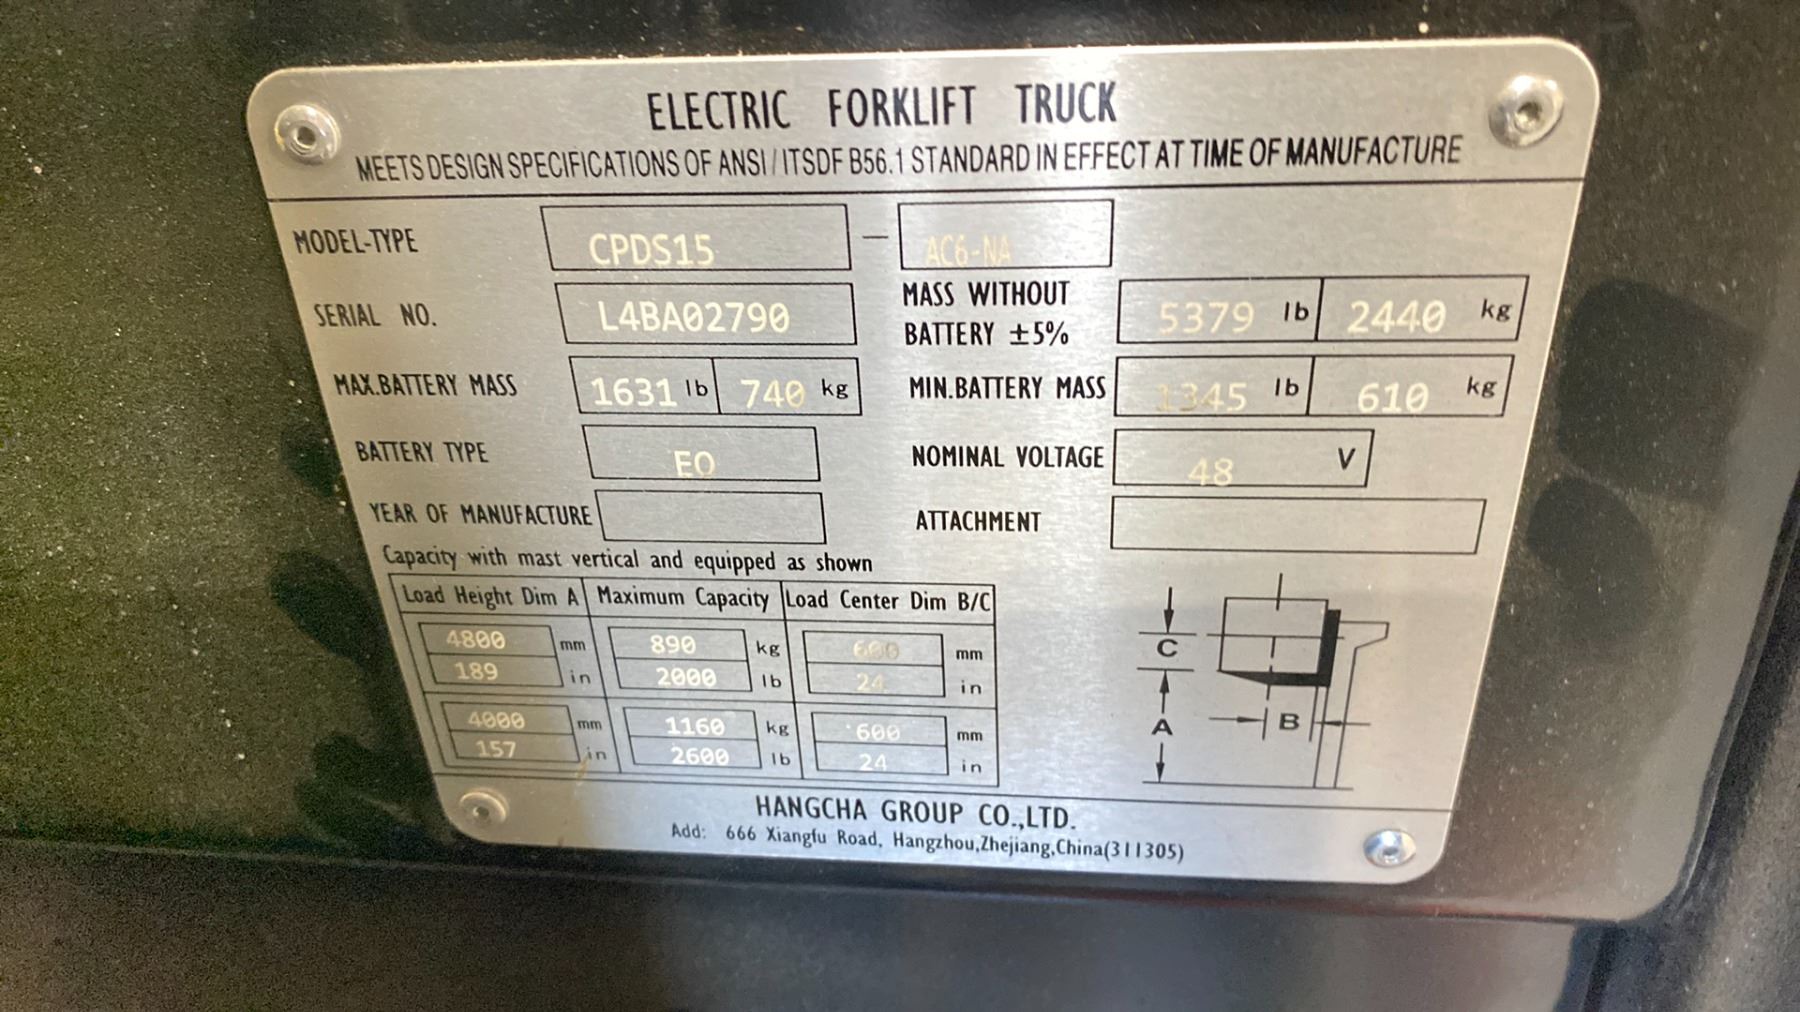 ELECTRIC FORKLIFT TRUCK
MEETS DESIGN SPECIFICATIONS OF ANSI / ITSDF B56.1 STANDARD IN EFFECT AT TIME OF MANUFACTURE
MODEL-TYPE CPDS15 — AC6-NA
SERIAL NO. L4BA02790 MASS WITHOUT BATTERY ±5% 5379 lb 2440 kg
MAX.BATTERY MASS 1631 lb 740 kg MIN.BATTERY MASS 1345 lb 610 kg
BATTERY TYPE EO NOMINAL VOLTAGE 48 V
YEAR OF MANUFACTURE ATTACHMENT
Capacity with mast vertical and equipped as shown
Load Height Dim A Maximum Capacity Load Center Dim B/C
4800 mm 890 kg 600 mm
189 in 2000 lb 24 in
4000 mm 1160 kg 600 mm
157 in 2600 lb 24 in
C
A
B
HANGCHA GROUP CO.,LTD.
Add: 666 Xiangfu Road, Hangzhou,Zhejiang,China(311305)